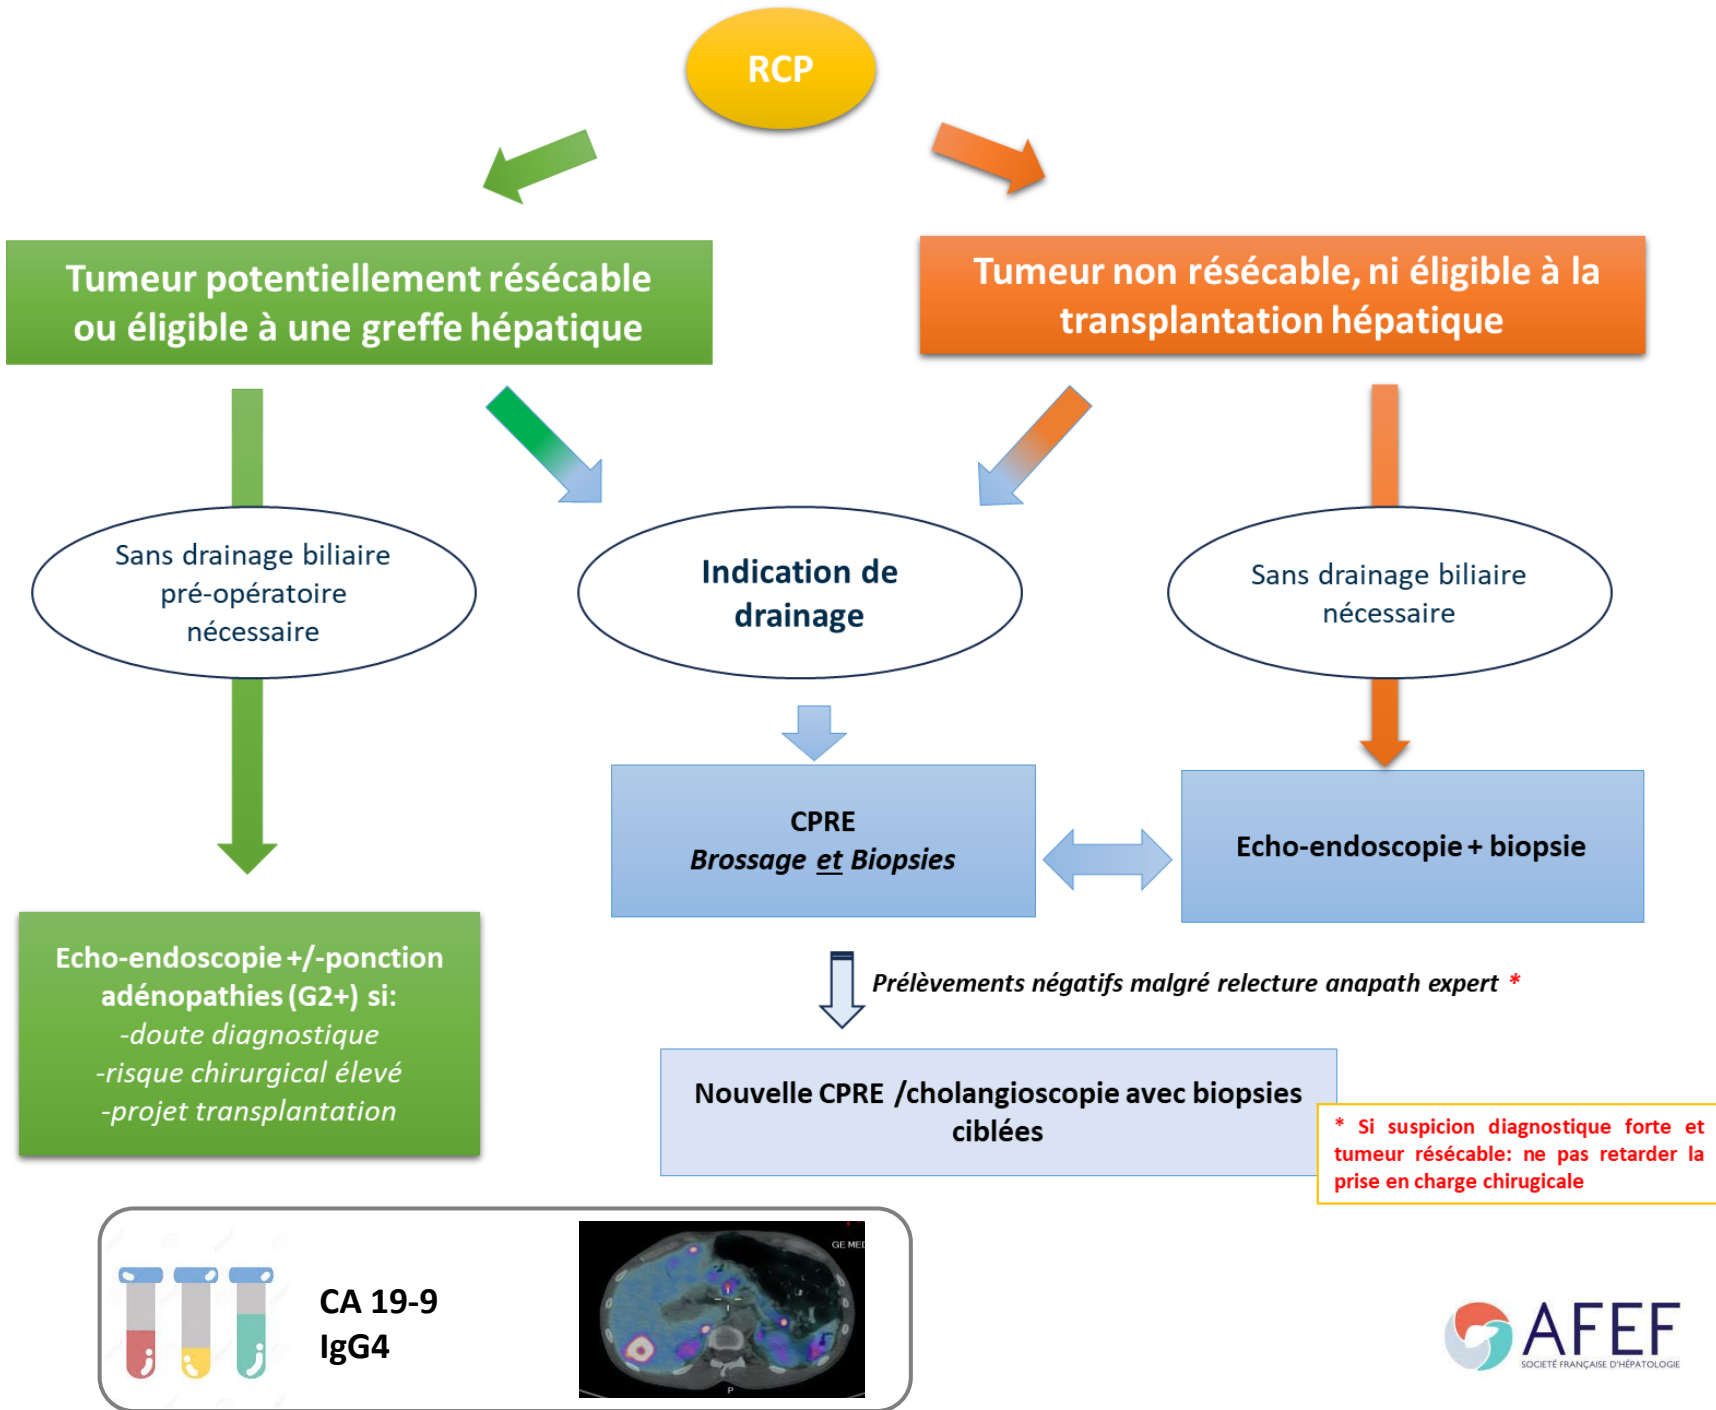 RCP
Tumeur potentiellement résécable
ou éligible à une greffe hépatique
Tumeur non résécable, ni éligible à la
transplantation hépatique
Sans drainage biliaire
pré-opératoire
nécessaire
Indication de
drainage
Sans drainage biliaire
nécessaire
CPRE
Brossage et Biopsies
Echo-endoscopie + biopsie
Echo-endoscopie +/-ponction
adénopathies (G2+) si:
-doute diagnostique
-risque chirurgical élevé
-projet transplantation
Prélèvements négatifs malgré relecture anapath expert *
Nouvelle CPRE /cholangioscopie avec biopsies
ciblées
* Si suspicion diagnostique forte et
tumeur résécable: ne pas retarder la
prise en charge chirugicale
CA 19-9
IgG4
GE MED
P
AFEF
SOCIETÉ FRANÇAISE D'HÉPATOLOGIE